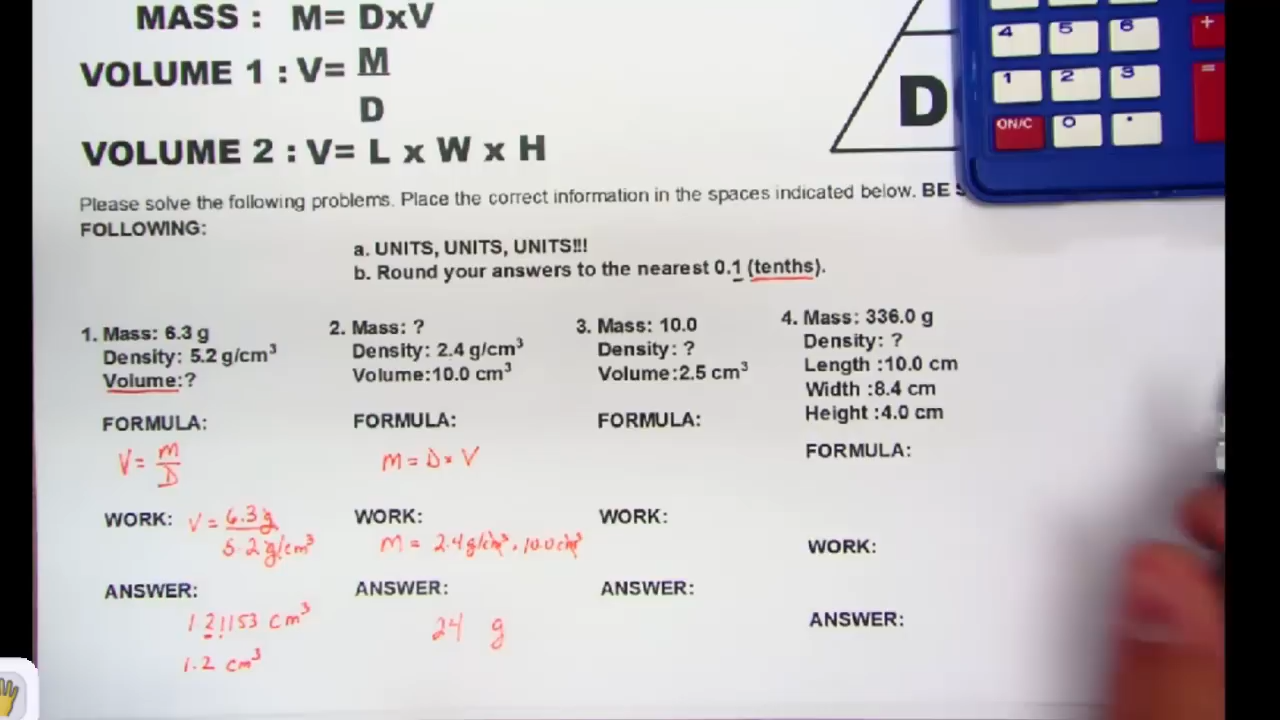 MASS : M= DxV
VOLUME 1 : V= M
D
VOLUME 2 : V= L x W x H
D
4 5 6 +
1 2 3 =
ON/C 0 .
Please solve the following problems. Place the correct information in the spaces indicated below. BE
FOLLOWING:
a. UNITS, UNITS, UNITS!!!
b. Round your answers to the nearest 0.1 (tenths).
1. Mass: 6.3 g
Density: 5.2 g/cm³
Volume:?
FORMULA:
V = m
D
WORK: V = 6.3 g
5.2 g/cm³
ANSWER:
1.21153 cm³
1.2 cm³
2. Mass: ?
Density: 2.4 g/cm³
Volume:10.0 cm³
FORMULA:
m = D × V
WORK:
m = 2.4 g/cm³ . 10.0 cm³
ANSWER:
24 g
3. Mass: 10.0
Density: ?
Volume:2.5 cm³
FORMULA:
WORK:
ANSWER:
4. Mass: 336.0 g
Density: ?
Length :10.0 cm
Width :8.4 cm
Height :4.0 cm
FORMULA:
WORK:
ANSWER: